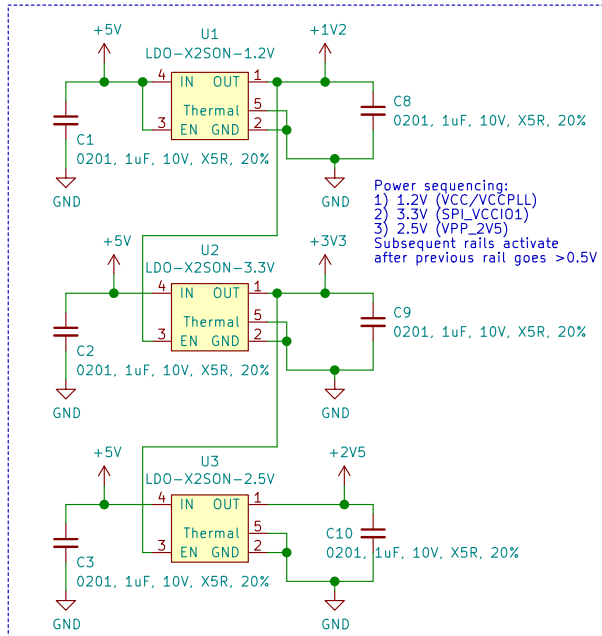 +5V
U1
LDO-X2SON-1.2V
+1V2
4 IN OUT 1
Thermal 5
3 EN GND 2
C1
0201, 1uF, 10V, X5R, 20%
GND
C8
0201, 1uF, 10V, X5R, 20%
GND
Power sequencing:
1) 1.2V (VCC/VCCPLL)
2) 3.3V (SPI_VCCIO1)
3) 2.5V (VPP_2V5)
Subsequent rails activate
after previous rail goes >0.5V
+5V
U2
LDO-X2SON-3.3V
+3V3
4 IN OUT 1
Thermal 5
3 EN GND 2
C2
0201, 1uF, 10V, X5R, 20%
GND
C9
0201, 1uF, 10V, X5R, 20%
GND
+5V
U3
LDO-X2SON-2.5V
+2V5
4 IN OUT 1
Thermal 5
3 EN GND 2
C3
0201, 1uF, 10V, X5R, 20%
GND
C10
0201, 1uF, 10V, X5R, 20%
GND